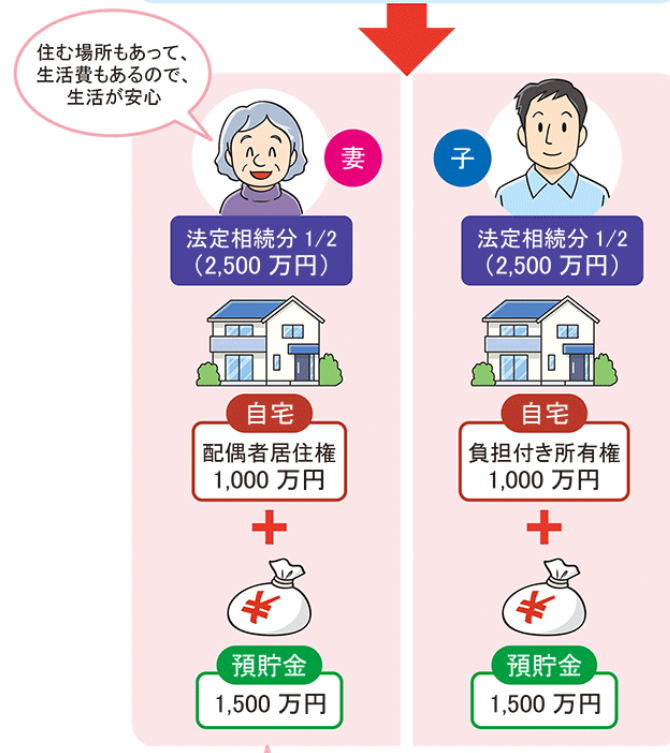 住む場所もあって、
生活費もあるので、
生活が安心
妻
法定相続分 1/2
（2,500 万円）
自宅
配偶者居住権
1,000 万円
＋
¥
預貯金
1,500 万円
子
法定相続分 1/2
（2,500 万円）
自宅
負担付き所有権
1,000 万円
＋
¥
預貯金
1,500 万円